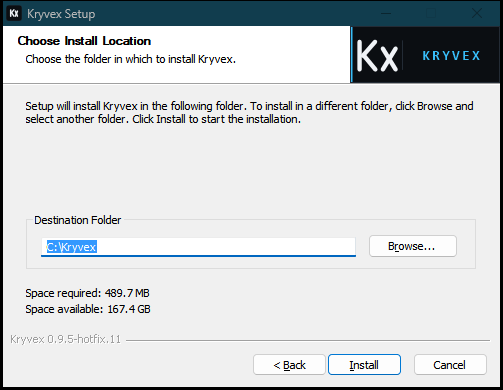 Kx Kryvex Setup
Choose Install Location
Choose the folder in which to install Kryvex.
Kx KRYVEX
Setup will install Kryvex in the following folder. To install in a different folder, click Browse and
select another folder. Click Install to start the installation.
Destination Folder
C:\Kryvex
Browse...
Space required: 489.7 MB
Space available: 167.4 GB
Kryvex 0.9.5-hotfix.11
< Back
Install
Cancel